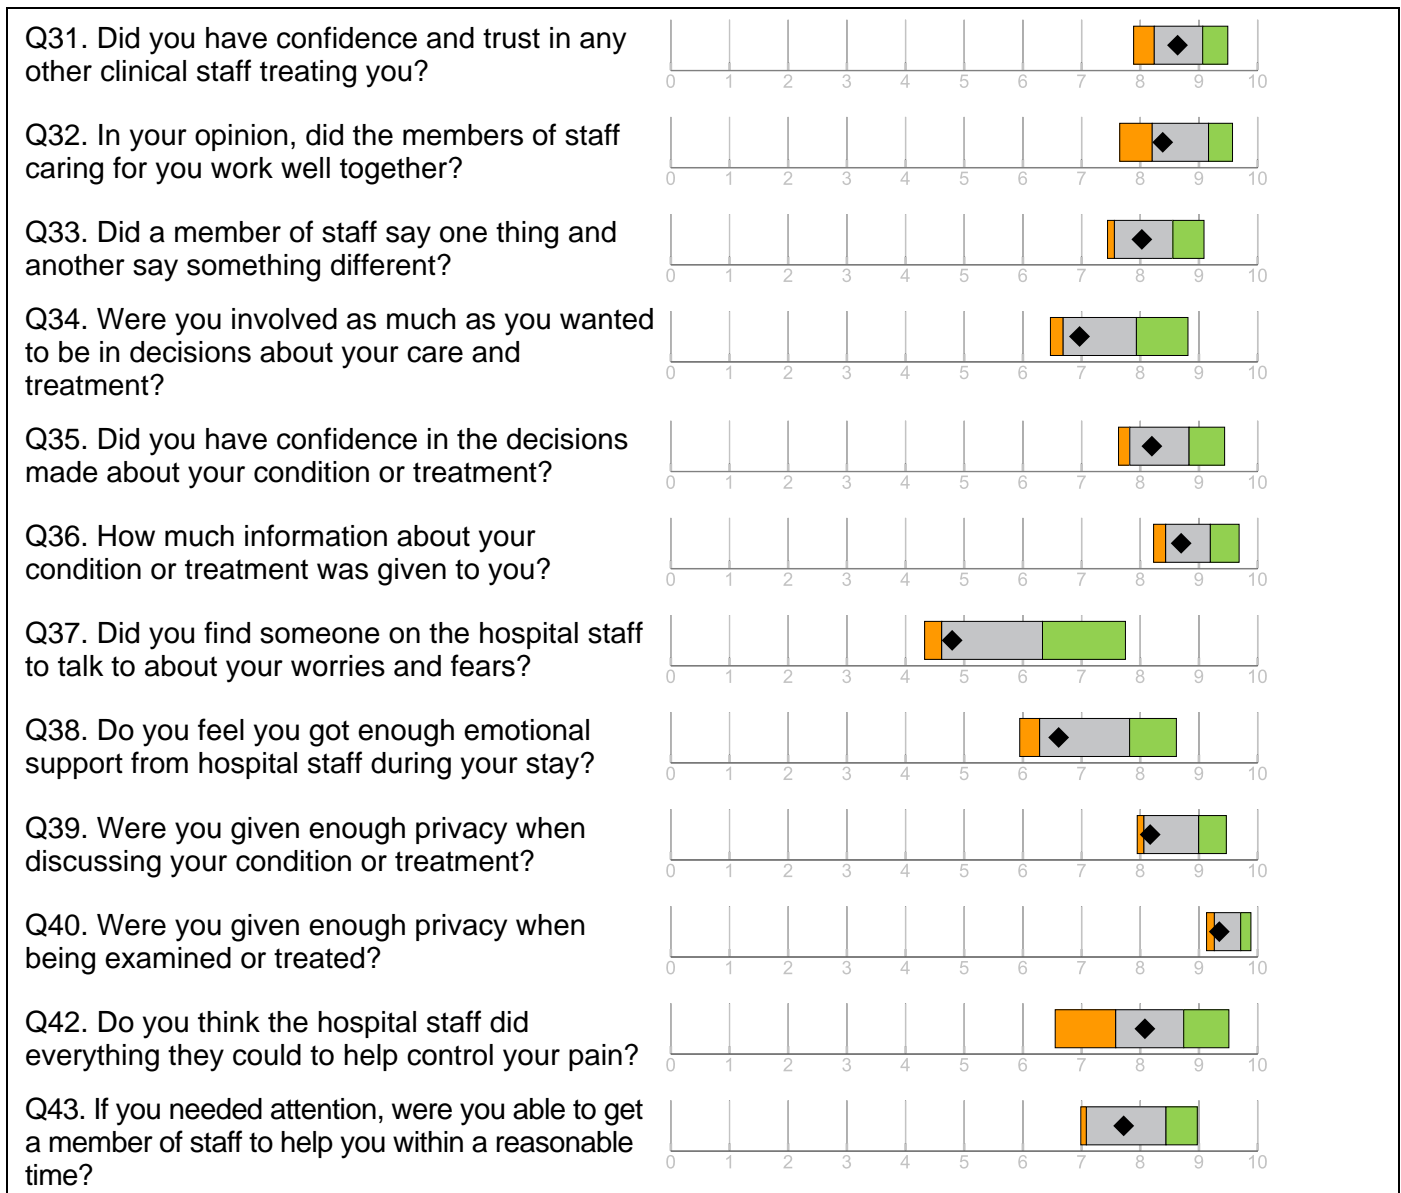 Q31. Did you have confidence and trust in any
other clinical staff treating you?
0 1 2 3 4 5 6 7 8 9 10
Q32. In your opinion, did the members of staff
caring for you work well together?
0 1 2 3 4 5 6 7 8 9 10
Q33. Did a member of staff say one thing and
another say something different?
0 1 2 3 4 5 6 7 8 9 10
Q34. Were you involved as much as you wanted
to be in decisions about your care and
treatment?
0 1 2 3 4 5 6 7 8 9 10
Q35. Did you have confidence in the decisions
made about your condition or treatment?
0 1 2 3 4 5 6 7 8 9 10
Q36. How much information about your
condition or treatment was given to you?
0 1 2 3 4 5 6 7 8 9 10
Q37. Did you find someone on the hospital staff
to talk to about your worries and fears?
0 1 2 3 4 5 6 7 8 9 10
Q38. Do you feel you got enough emotional
support from hospital staff during your stay?
0 1 2 3 4 5 6 7 8 9 10
Q39. Were you given enough privacy when
discussing your condition or treatment?
0 1 2 3 4 5 6 7 8 9 10
Q40. Were you given enough privacy when
being examined or treated?
0 1 2 3 4 5 6 7 8 9 10
Q42. Do you think the hospital staff did
everything they could to help control your pain?
0 1 2 3 4 5 6 7 8 9 10
Q43. If you needed attention, were you able to get
a member of staff to help you within a reasonable
time?
0 1 2 3 4 5 6 7 8 9 10